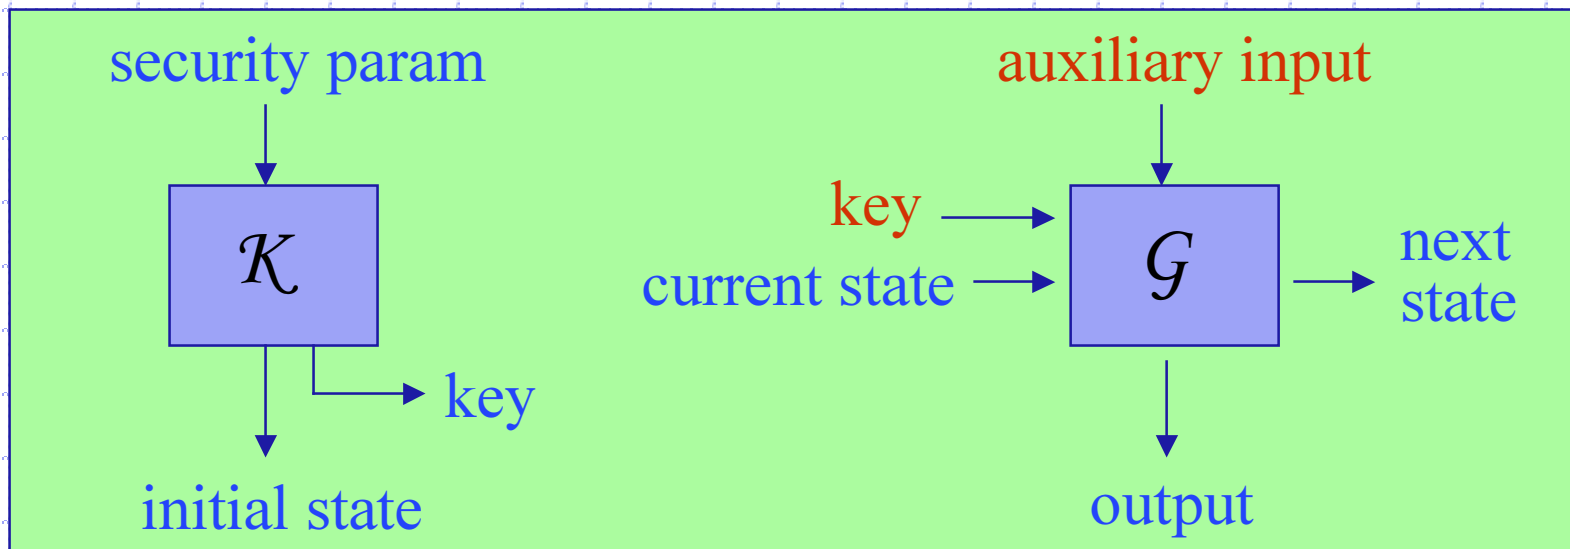 security param
𝒦
key
initial state
auxiliary input
key
current state
𝒢
next
state
output